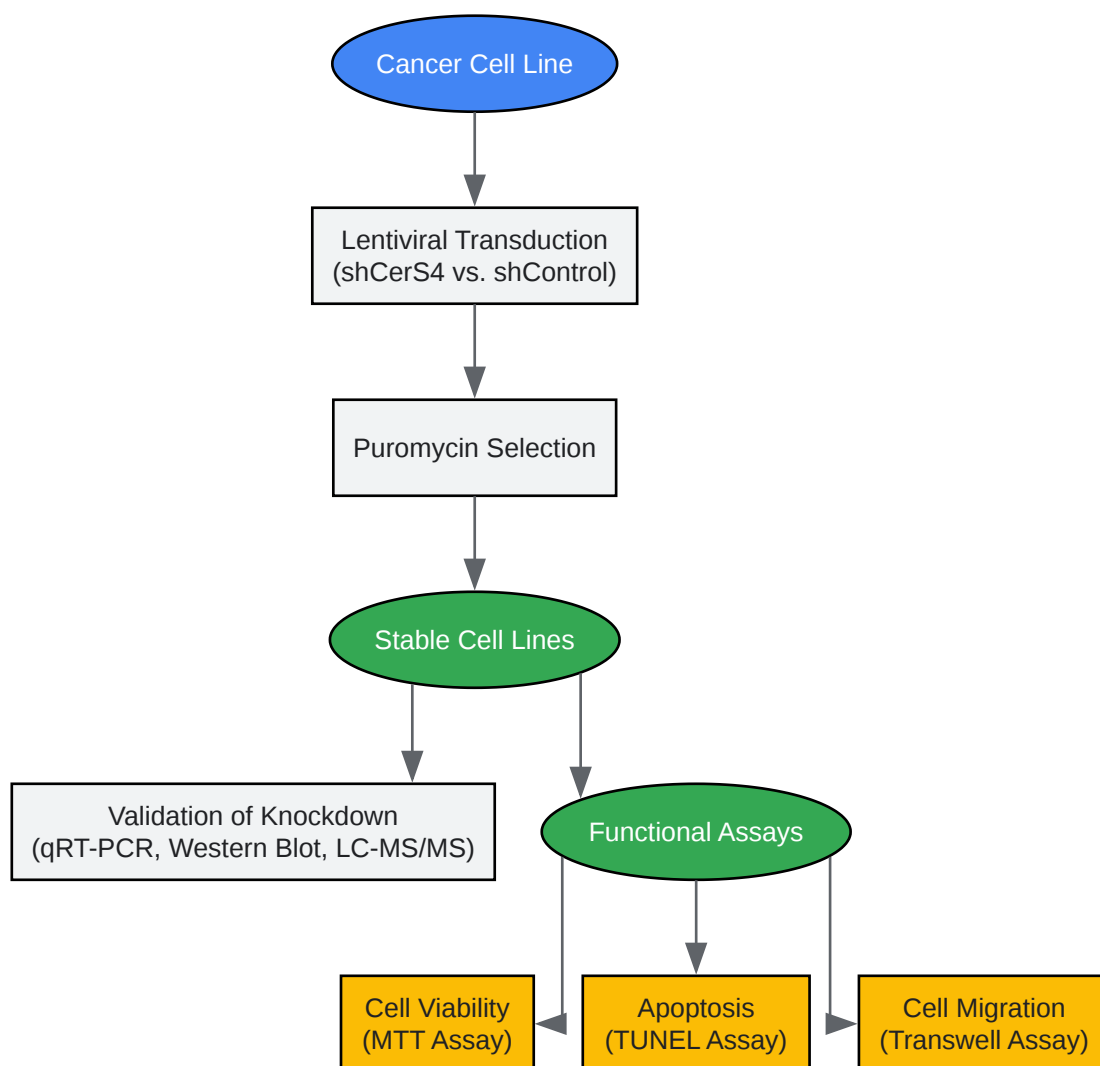 Cancer Cell Line
Lentiviral Transduction
(shCerS4 vs. shControl)
Puromycin Selection
Stable Cell Lines
Validation of Knockdown
(qRT-PCR, Western Blot, LC-MS/MS)
Functional Assays
Cell Viability
(MTT Assay)
Apoptosis
(TUNEL Assay)
Cell Migration
(Transwell Assay)